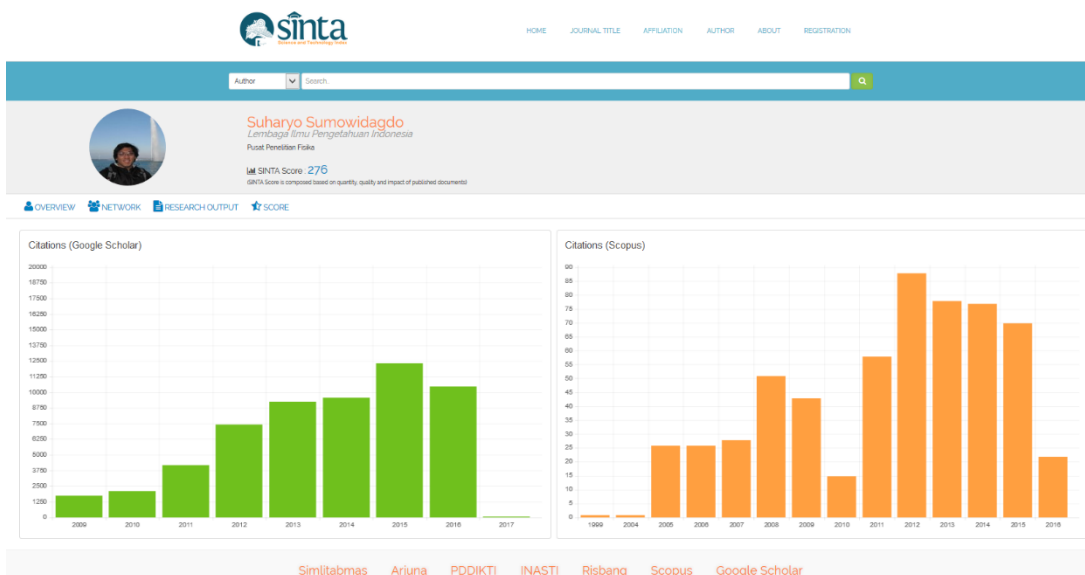 sinta
Science and Technology Index
HOME JOURNAL TITLE AFFILIATION AUTHOR ABOUT REGISTRATION
Author Search...
Suharyo Sumowidagdo
Lembaga Ilmu Pengetahuan Indonesia
Pusat Penelitian Fisika
SINTA Score : 276
(SINTA Score is composed based on quantity, quality and impact of published documents)
OVERVIEW NETWORK RESEARCH OUTPUT SCORE
Citations (Google Scholar)
20000
18750
17500
16250
15000
13750
12500
11250
10000
8750
7500
6250
5000
3750
2500
1250
0
2009 2010 2011 2012 2013 2014 2015 2016 2017
Citations (Scopus)
90
85
80
75
70
65
60
55
50
45
40
35
30
25
20
15
10
5
0
1999 2004 2005 2006 2007 2008 2009 2010 2011 2012 2013 2014 2015 2016
Simlitabmas Arjuna PDDIKTI INASTI Risbang Scopus Google Scholar